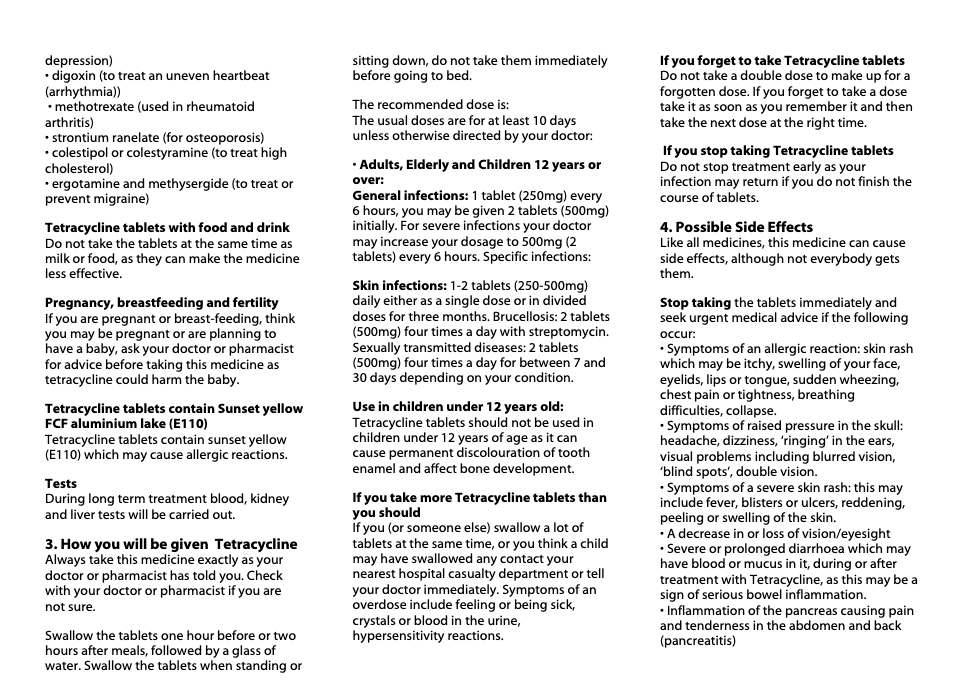 depression)
• digoxin (to treat an uneven heartbeat
(arrhythmia))
• methotrexate (used in rheumatoid
arthritis)
• strontium ranelate (for osteoporosis)
• colestipol or colestyramine (to treat high
cholesterol)
• ergotamine and methysergide (to treat or
prevent migraine)
Tetracycline tablets with food and drink
Do not take the tablets at the same time as
milk or food, as they can make the medicine
less effective.
Pregnancy, breastfeeding and fertility
If you are pregnant or breast-feeding, think
you may be pregnant or are planning to
have a baby, ask your doctor or pharmacist
for advice before taking this medicine as
tetracycline could harm the baby.
Tetracycline tablets contain Sunset yellow
FCF aluminium lake (E110)
Tetracycline tablets contain sunset yellow
(E110) which may cause allergic reactions.
Tests
During long term treatment blood, kidney
and liver tests will be carried out.
3. How you will be given Tetracycline
Always take this medicine exactly as your
doctor or pharmacist has told you. Check
with your doctor or pharmacist if you are
not sure.
Swallow the tablets one hour before or two
hours after meals, followed by a glass of
water. Swallow the tablets when standing or
sitting down, do not take them immediately
before going to bed.
The recommended dose is:
The usual doses are for at least 10 days
unless otherwise directed by your doctor:
• Adults, Elderly and Children 12 years or
over:
General infections: 1 tablet (250mg) every
6 hours, you may be given 2 tablets (500mg)
initially. For severe infections your doctor
may increase your dosage to 500mg (2
tablets) every 6 hours. Specific infections:
Skin infections: 1-2 tablets (250-500mg)
daily either as a single dose or in divided
doses for three months. Brucellosis: 2 tablets
(500mg) four times a day with streptomycin.
Sexually transmitted diseases: 2 tablets
(500mg) four times a day for between 7 and
30 days depending on your condition.
Use in children under 12 years old:
Tetracycline tablets should not be used in
children under 12 years of age as it can
cause permanent discolouration of tooth
enamel and affect bone development.
If you take more Tetracycline tablets than
you should
If you (or someone else) swallow a lot of
tablets at the same time, or you think a child
may have swallowed any contact your
nearest hospital casualty department or tell
your doctor immediately. Symptoms of an
overdose include feeling or being sick,
crystals or blood in the urine,
hypersensitivity reactions.
If you forget to take Tetracycline tablets
Do not take a double dose to make up for a
forgotten dose. If you forget to take a dose
take it as soon as you remember it and then
take the next dose at the right time.
If you stop taking Tetracycline tablets
Do not stop treatment early as your
infection may return if you do not finish the
course of tablets.
4. Possible Side Effects
Like all medicines, this medicine can cause
side effects, although not everybody gets
them.
Stop taking the tablets immediately and
seek urgent medical advice if the following
occur:
• Symptoms of an allergic reaction: skin rash
which may be itchy, swelling of your face,
eyelids, lips or tongue, sudden wheezing,
chest pain or tightness, breathing
difficulties, collapse.
• Symptoms of raised pressure in the skull:
headache, dizziness, ‘ringing’ in the ears,
visual problems including blurred vision,
‘blind spots’, double vision.
• Symptoms of a severe skin rash: this may
include fever, blisters or ulcers, reddening,
peeling or swelling of the skin.
• A decrease in or loss of vision/eyesight
• Severe or prolonged diarrhoea which may
have blood or mucus in it, during or after
treatment with Tetracycline, as this may be a
sign of serious bowel inflammation.
• Inflammation of the pancreas causing pain
and tenderness in the abdomen and back
(pancreatitis)